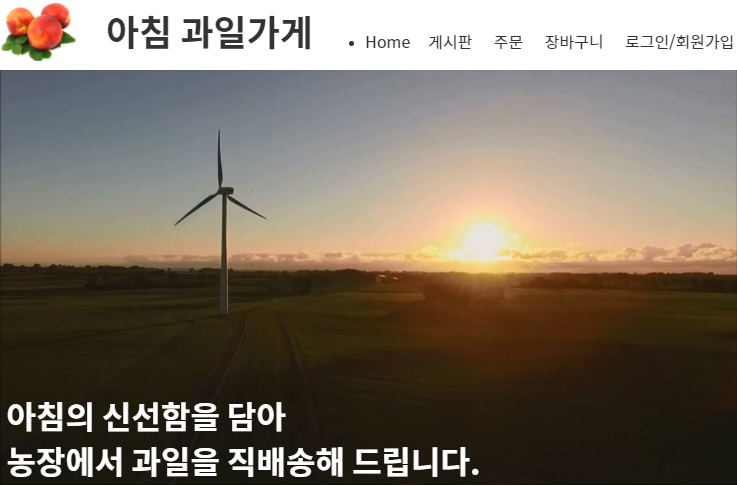 아침 과일가게
Home 게시판 주문 장바구니 로그인/회원가입
아침의 신선함을 담아
농장에서 과일을 직배송해 드립니다.